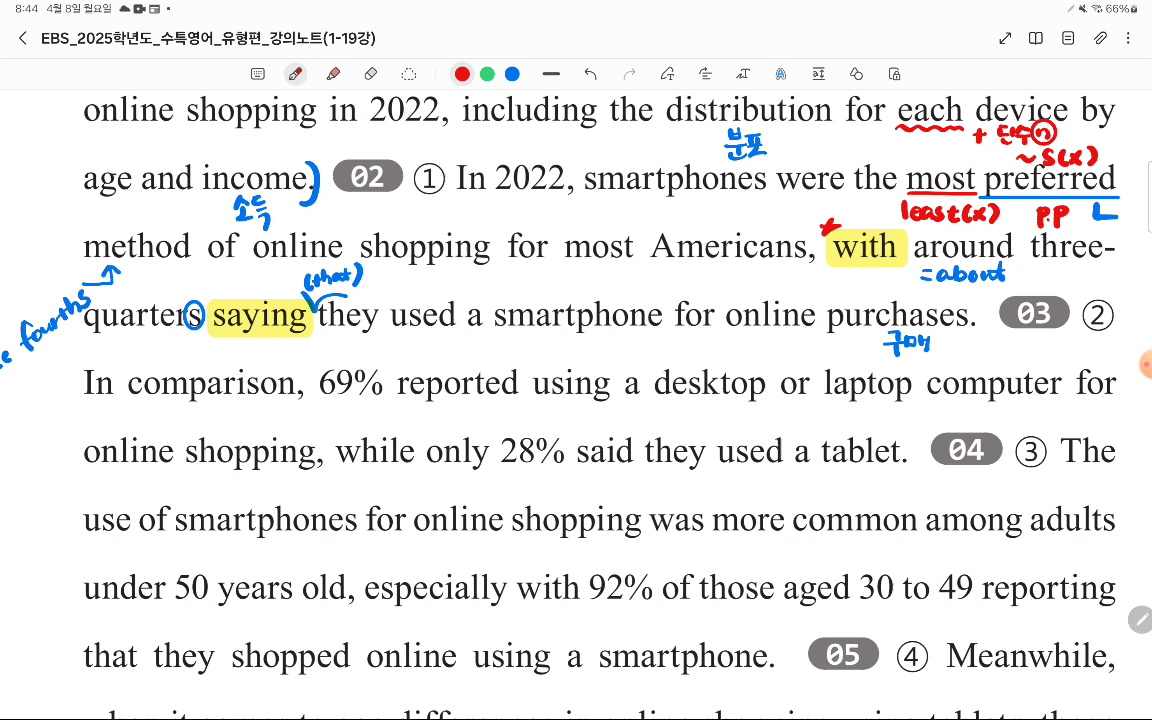 8:44 4월 8일 월요일 66%
EBS_2025학년도_수특영어_유형편_강의노트(1-19강)
online shopping in 2022, including the distribution for each device by
분포 + 단수n
~s(x)
age and income.) 02 ① In 2022, smartphones were the most preferred
소득 least(x) p.p
method of online shopping for most Americans, with around three-
(that) =about
fourths
quarters saying they used a smartphone for online purchases. 03 ②
구매
In comparison, 69% reported using a desktop or laptop computer for
online shopping, while only 28% said they used a tablet. 04 ③ The
use of smartphones for online shopping was more common among adults
under 50 years old, especially with 92% of those aged 30 to 49 reporting
that they shopped online using a smartphone. 05 ④ Meanwhile,